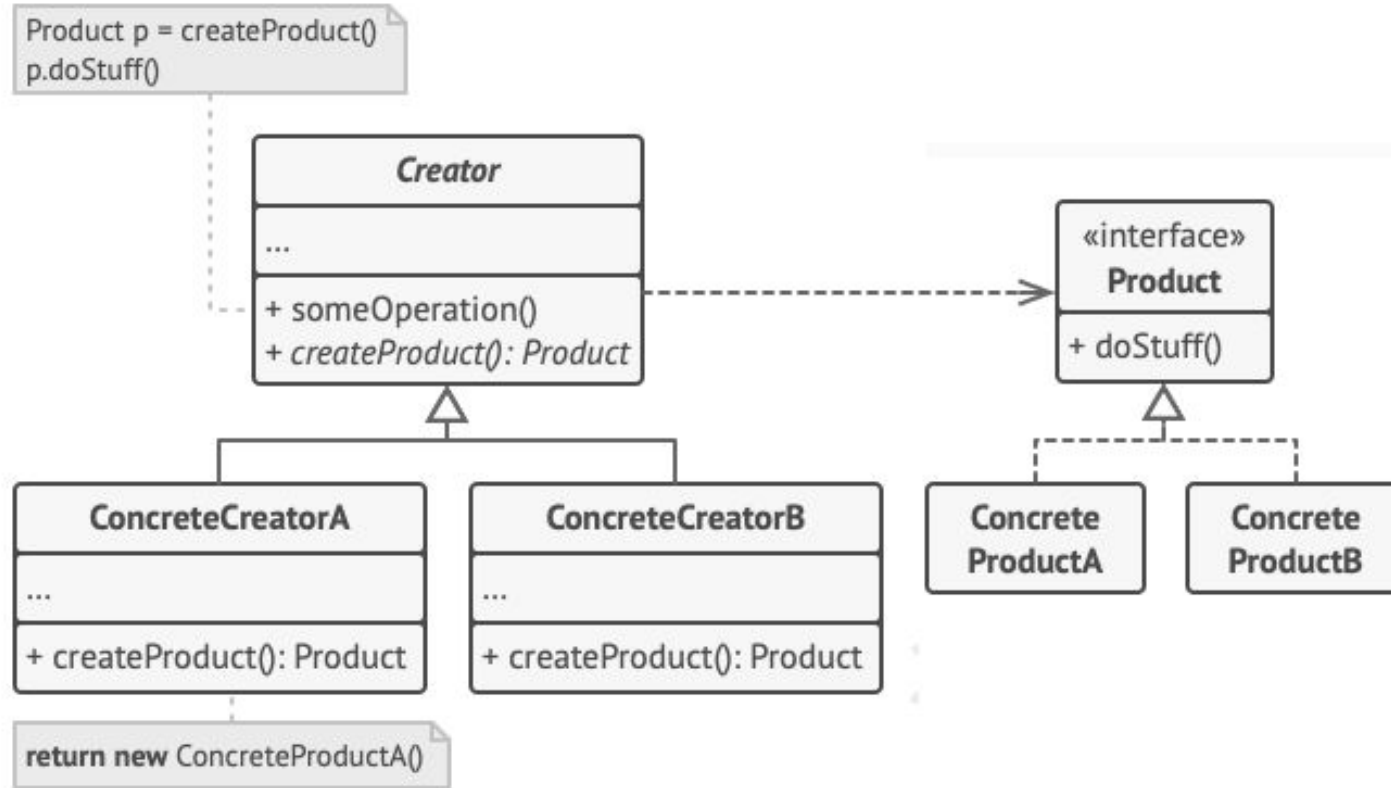 Product p = createProduct()
p.doStuff()
Creator
...
+ someOperation()
+ createProduct(): Product
«interface»
Product
+ doStuff()
ConcreteCreatorA
...
+ createProduct(): Product
ConcreteCreatorB
...
+ createProduct(): Product
Concrete
ProductA
Concrete
ProductB
return new ConcreteProductA()